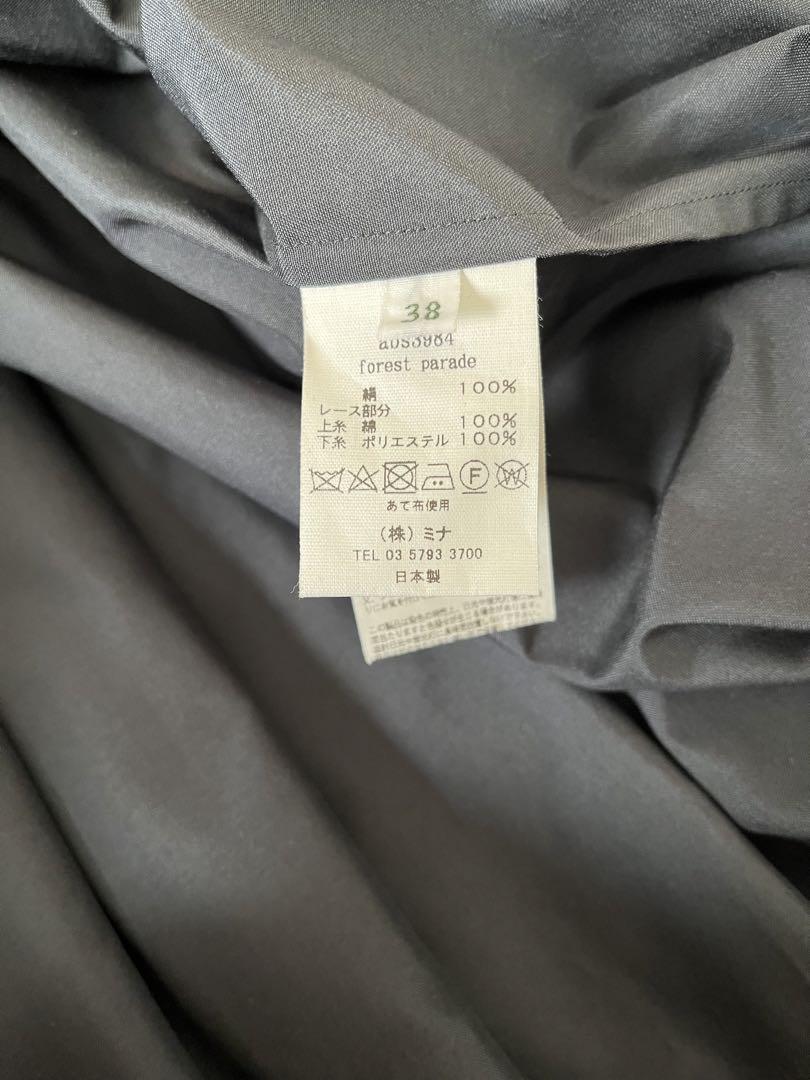 38
abs3984
forest parade
絹 100%
レース部分
上糸 綿 100%
下糸 ポリエステル 100%
F W
あて布使用
(株)ミナ
TEL 03 5793 3700
日本製